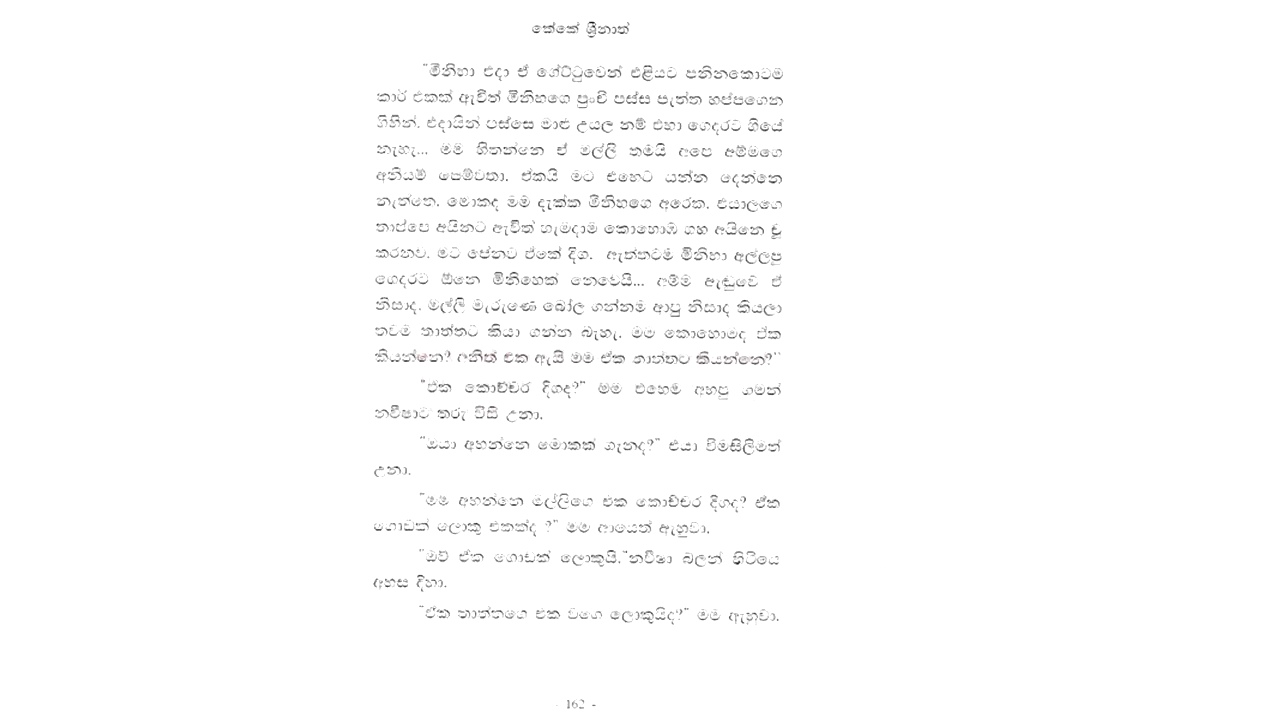 කේකේ ශ්‍රීනාත්
"මිනිහා එදා ඒ ගේට්ටුවෙන් එළියට පනිනකොටම
කාර් එකක් ඇවිත් මිනිහගෙ පුංචි පස්ස පැත්ත හප්පගෙන
ගිහින්. එදායින් පස්සෙ මාළු උයල නම් එහා ගෙදරට ගියේ
නැහැ... මම හිතන්නෙ ඒ මල්ලි තමයි අපෙ අම්මගෙ
අනියම් පෙම්වතා. ඒකයි මට එහෙට යන්න දෙන්නෙ
නැත්තෙ. මොකද මම දැක්ක මිනිහගෙ අරෙක. එයාලගෙ
තාප්පෙ අයිනට ඇවිත් හැමදාම කොහොඹ ගහ අයිනෙ චූ
කරනව. මට පේනව ඒකේ දිග. ඇත්තටම මිනිහා අල්ලපු
ගෙදරට ඕනෙ මිනිහෙක් නෙවෙයි... අම්ම ඇඬුවෙ ඒ
නිසාද. මල්ලි මැරුණෙ බෝල ගන්නම ආපු නිසාද කියලා
තවම තාත්තට කියා ගන්න බැහැ. මම කොහොමද ඒක
කියන්නෙ? අනිත් එක ඇයි මම ඒක තාත්තට කියන්නෙ?"
"ඒක කොච්චර දිගද?" මම එහෙම අහපු ගමන්
නවීෂාට තරු විසි උනා.
"ඔයා අහන්නෙ මොකක් ගැනද?" එයා විමසිලිමත්
උනා.
"මම අහන්නෙ මල්ලිගෙ එක කොච්චර දිගද? ඒක
ගොඩක් ලොකු එකක්ද ?" මම ආයෙත් ඇහුවා.
"ඔව් ඒක ගොඩක් ලොකුයි."නවීෂා බලන් හිටියෙ
අහස දිහා.
"ඒක තාත්තගෙ එක වගෙ ලොකුයිද?" මම ඇහුවා.
- 162 -